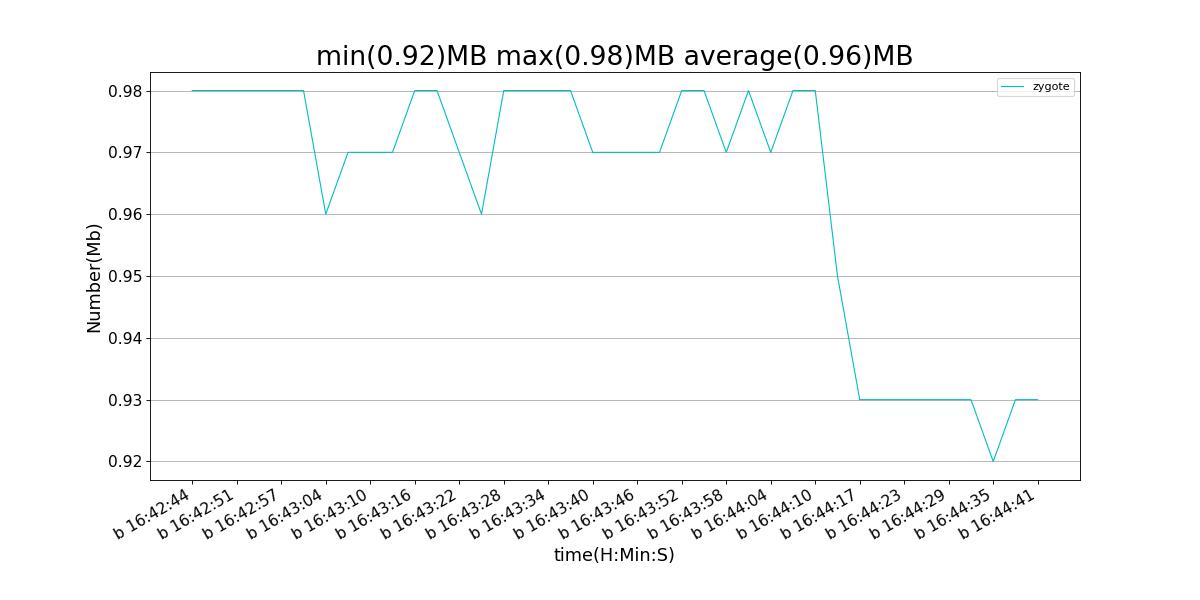 min(0.92)MB max(0.98)MB average(0.96)MB
zygote
0.98
0.97
0.96
0.95
0.94
0.93
0.92
Number(Mb)
b 16:42:44
b 16:42:51
b 16:42:57
b 16:43:04
b 16:43:10
b 16:43:16
b 16:43:22
b 16:43:28
b 16:43:34
b 16:43:40
b 16:43:46
b 16:43:52
b 16:43:58
b 16:44:04
b 16:44:10
b 16:44:17
b 16:44:23
b 16:44:29
b 16:44:35
b 16:44:41
time(H:Min:S)